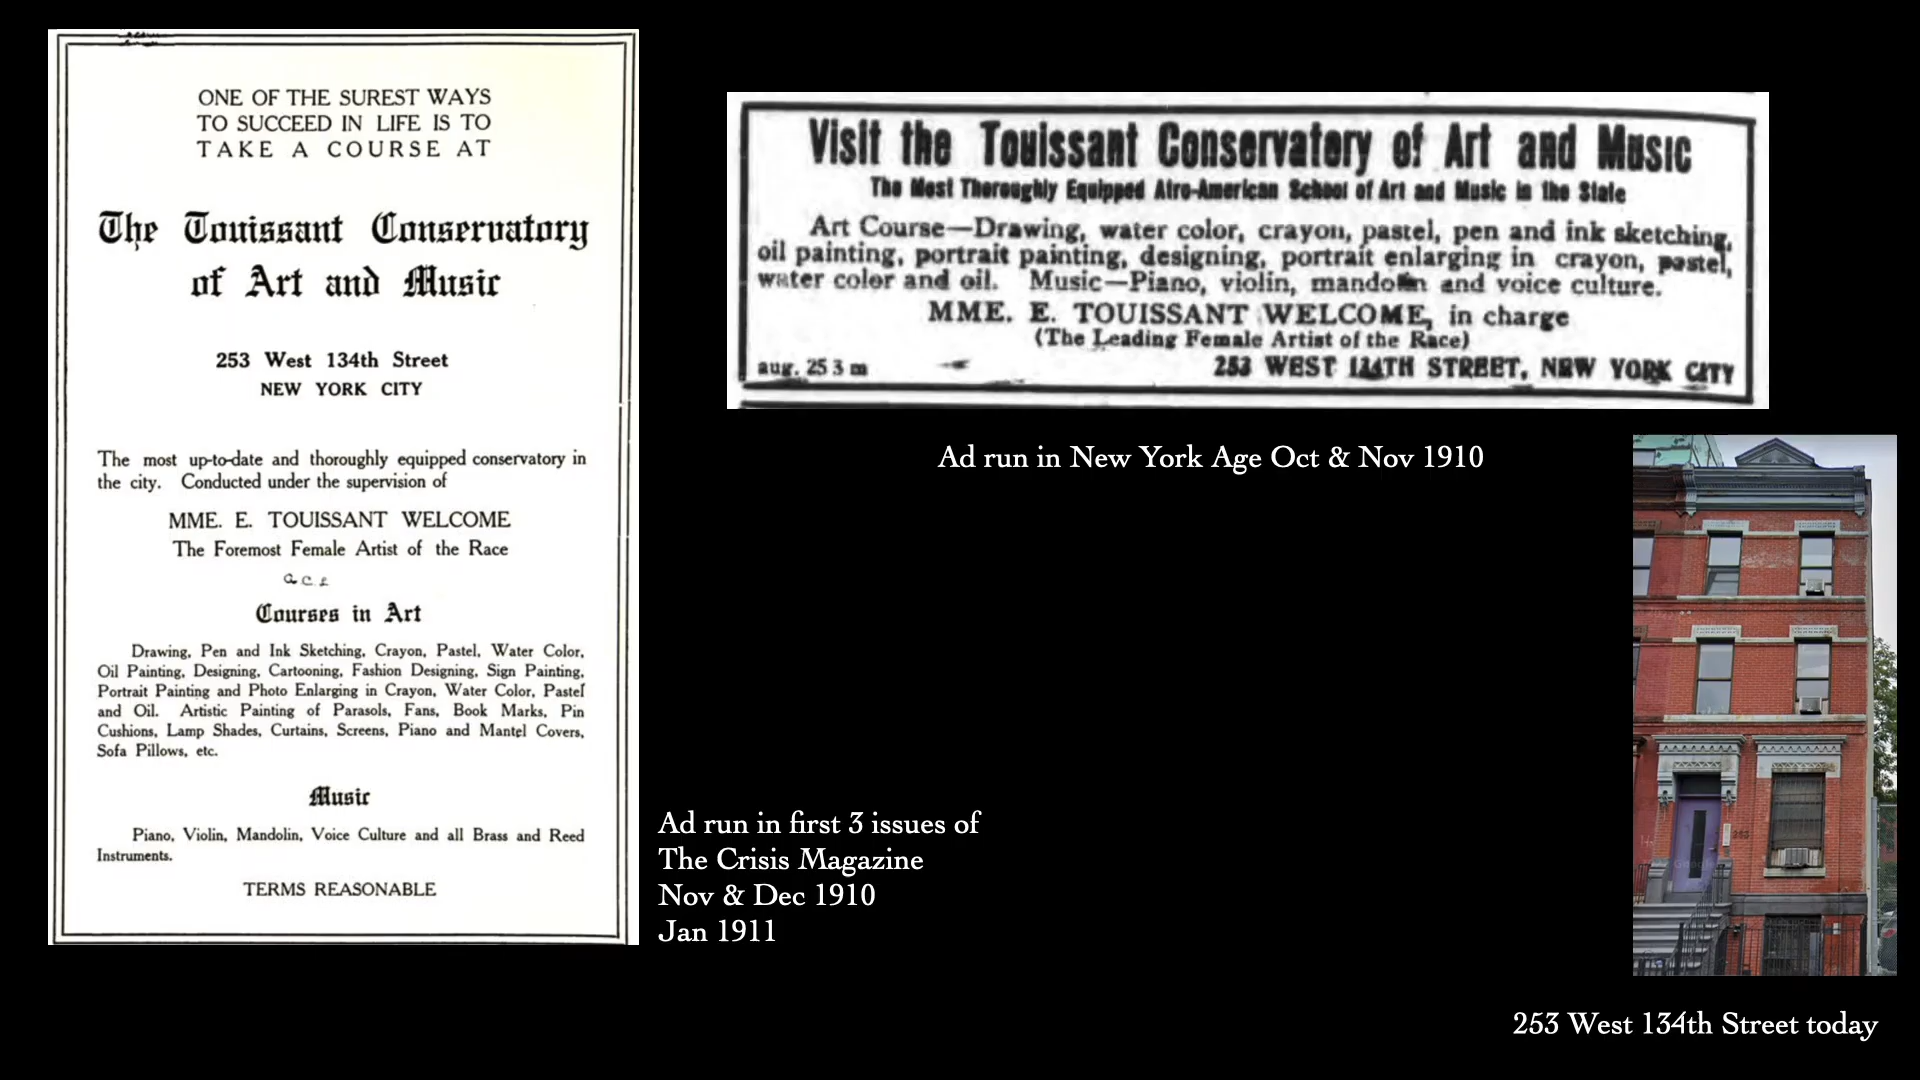 ONE OF THE SUREST WAYS
TO SUCCEED IN LIFE IS TO
TAKE A COURSE AT
The Touissant Conservatory
of Art and Music
253 West 134th Street
NEW YORK CITY
The most up-to-date and thoroughly equipped conservatory in
the city. Conducted under the supervision of
MME. E. TOUISSANT WELCOME
The Foremost Female Artist of the Race
Courses in Art
Drawing, Pen and Ink Sketching, Crayon, Pastel, Water Color,
Oil Painting, Designing, Cartooning, Fashion Designing, Sign Painting,
Portrait Painting and Photo Enlarging in Crayon, Water Color, Pastel
and Oil. Artistic Painting of Parasols, Fans, Book Marks, Pin
Cushions, Lamp Shades, Curtains, Screens, Piano and Mantel Covers,
Sofa Pillows, etc.
Music
Piano, Violin, Mandolin, Voice Culture and all Brass and Reed
Instruments.
TERMS REASONABLE
Visit the Touissant Conservatory of Art and Music
The Most Thoroughly Equipped Afro-American School of Art and Music in the State
Art Course—Drawing, water color, crayon, pastel, pen and ink sketching,
oil painting, portrait painting, designing, portrait enlarging in crayon, pastel,
water color and oil. Music—Piano, violin, mandolin and voice culture.
MME. E. TOUISSANT WELCOME, in charge
(The Leading Female Artist of the Race)
aug. 25 3 m
253 WEST 134TH STREET, NEW YORK CITY
Ad run in New York Age Oct & Nov 1910
Ad run in first 3 issues of
The Crisis Magazine
Nov & Dec 1910
Jan 1911
253
Google
253 West 134th Street today